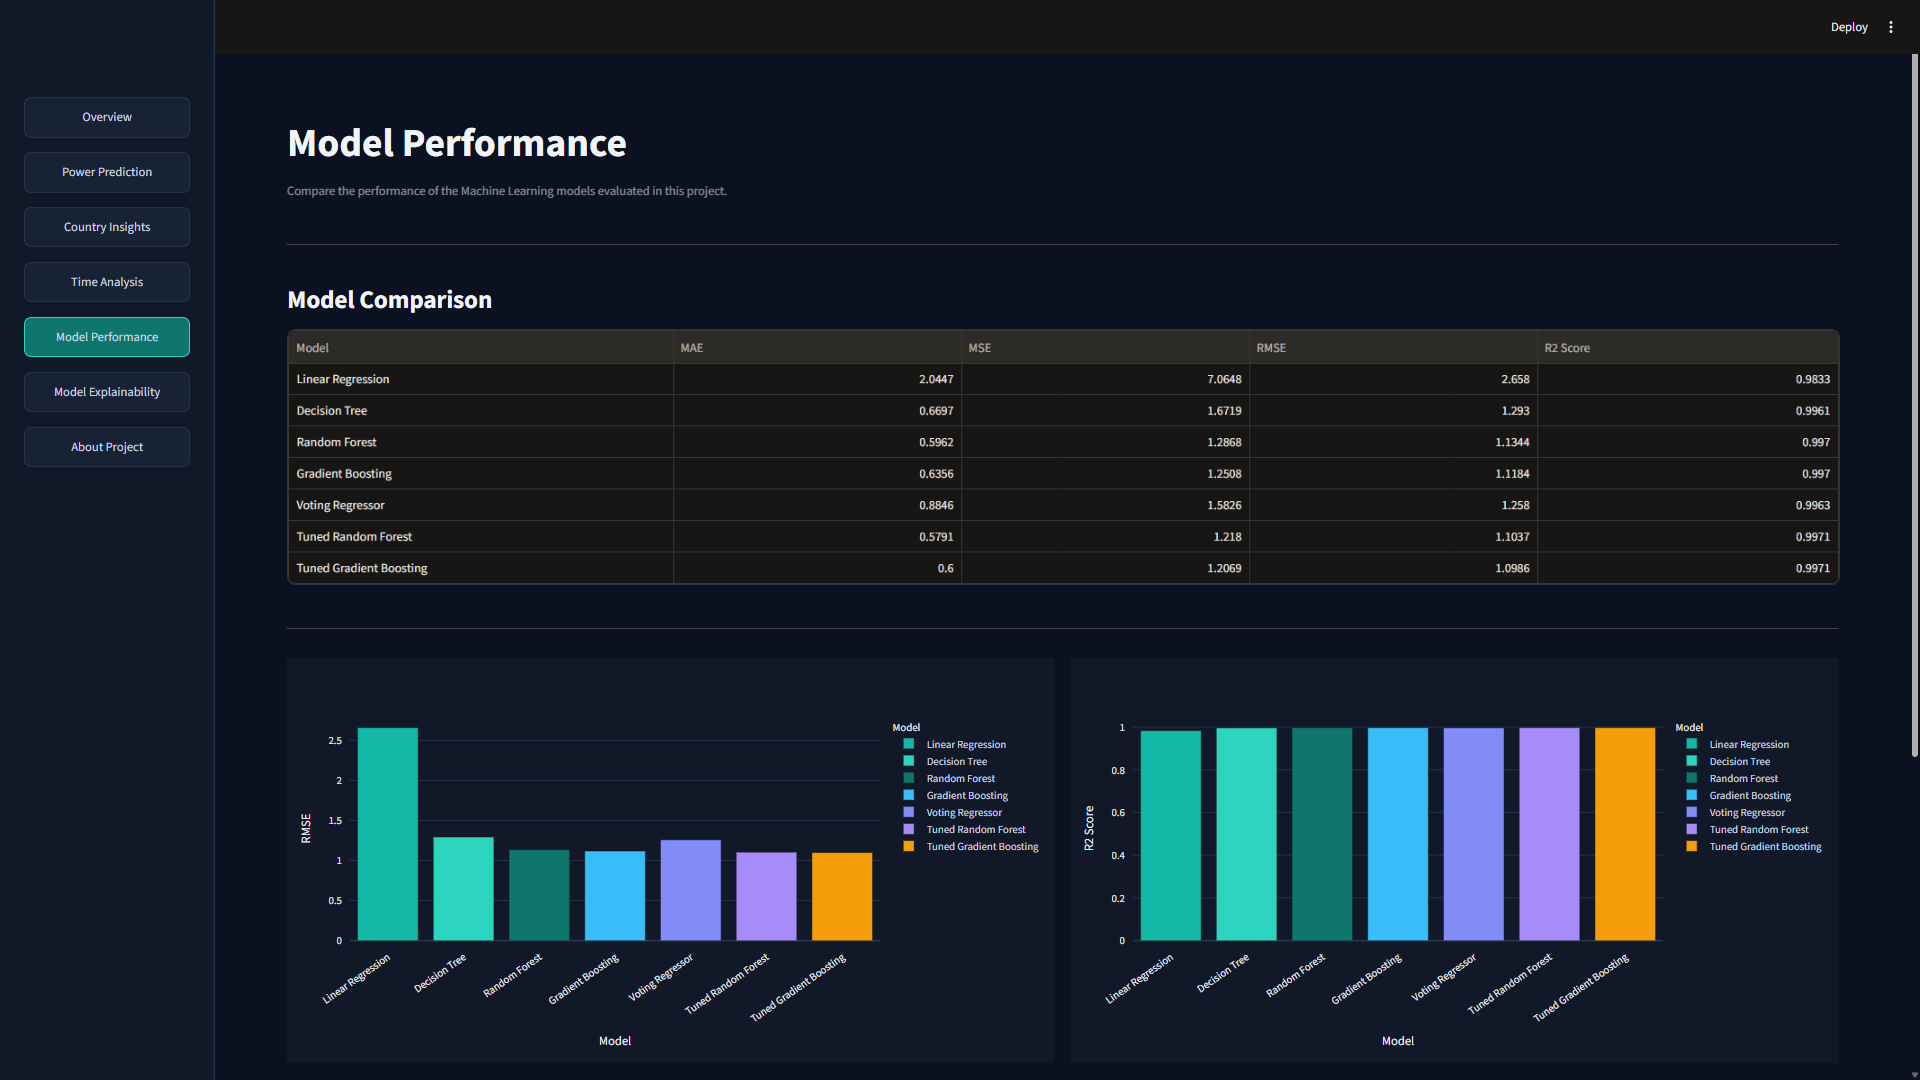 Deploy
Overview
Power Prediction
Country Insights
Time Analysis
Model Performance
Model Explainability
About Project
Model Performance
Compare the performance of the Machine Learning models evaluated in this project.
Model Comparison
Model MAE MSE RMSE R2 Score
Linear Regression 2.0447 7.0648 2.658 0.9833
Decision Tree 0.6697 1.6719 1.293 0.9961
Random Forest 0.5962 1.2868 1.1344 0.997
Gradient Boosting 0.6356 1.2508 1.1184 0.997
Voting Regressor 0.8846 1.5826 1.258 0.9963
Tuned Random Forest 0.5791 1.218 1.1037 0.9971
Tuned Gradient Boosting 0.6 1.2069 1.0986 0.9971
RMSE
2.5
2
1.5
1
0.5
0
Linear Regression
Decision Tree
Random Forest
Gradient Boosting
Voting Regressor
Tuned Random Forest
Tuned Gradient Boosting
Model
Model
Linear Regression
Decision Tree
Random Forest
Gradient Boosting
Voting Regressor
Tuned Random Forest
Tuned Gradient Boosting
R2 Score
1
0.8
0.6
0.4
0.2
0
Linear Regression
Decision Tree
Random Forest
Gradient Boosting
Voting Regressor
Tuned Random Forest
Tuned Gradient Boosting
Model
Model
Linear Regression
Decision Tree
Random Forest
Gradient Boosting
Voting Regressor
Tuned Random Forest
Tuned Gradient Boosting